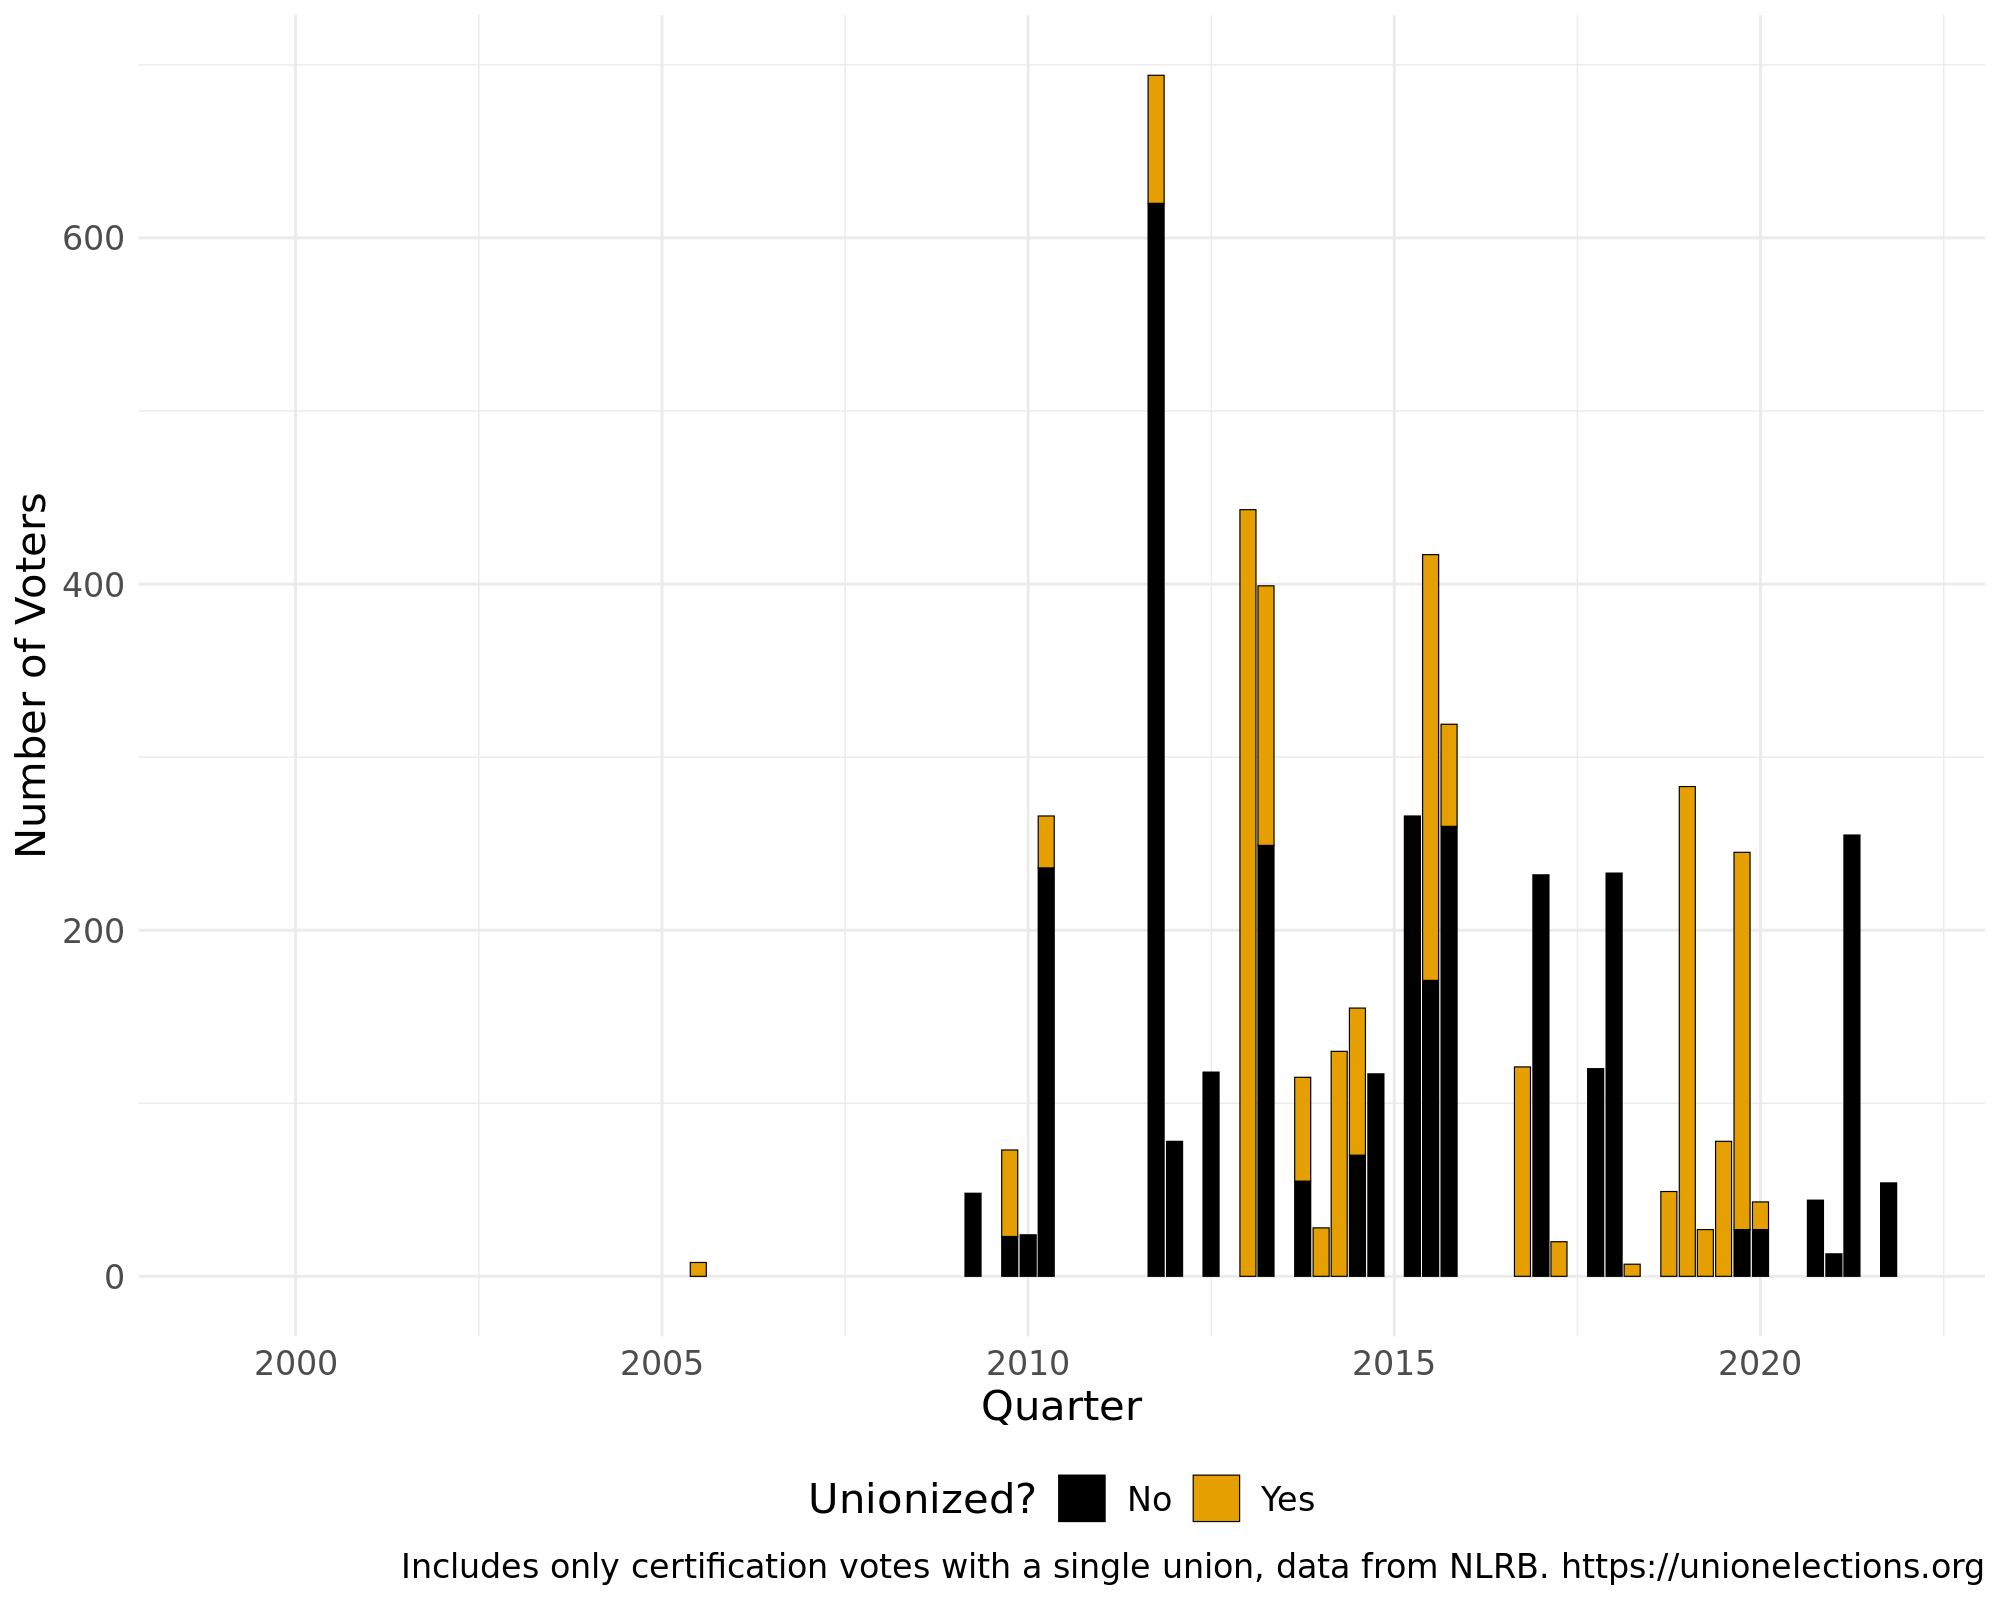 600
400
200
0
Number of Voters
2000 2005 2010 2015 2020
Quarter
Unionized? No Yes
Includes only certification votes with a single union, data from NLRB. https://unionelections.org